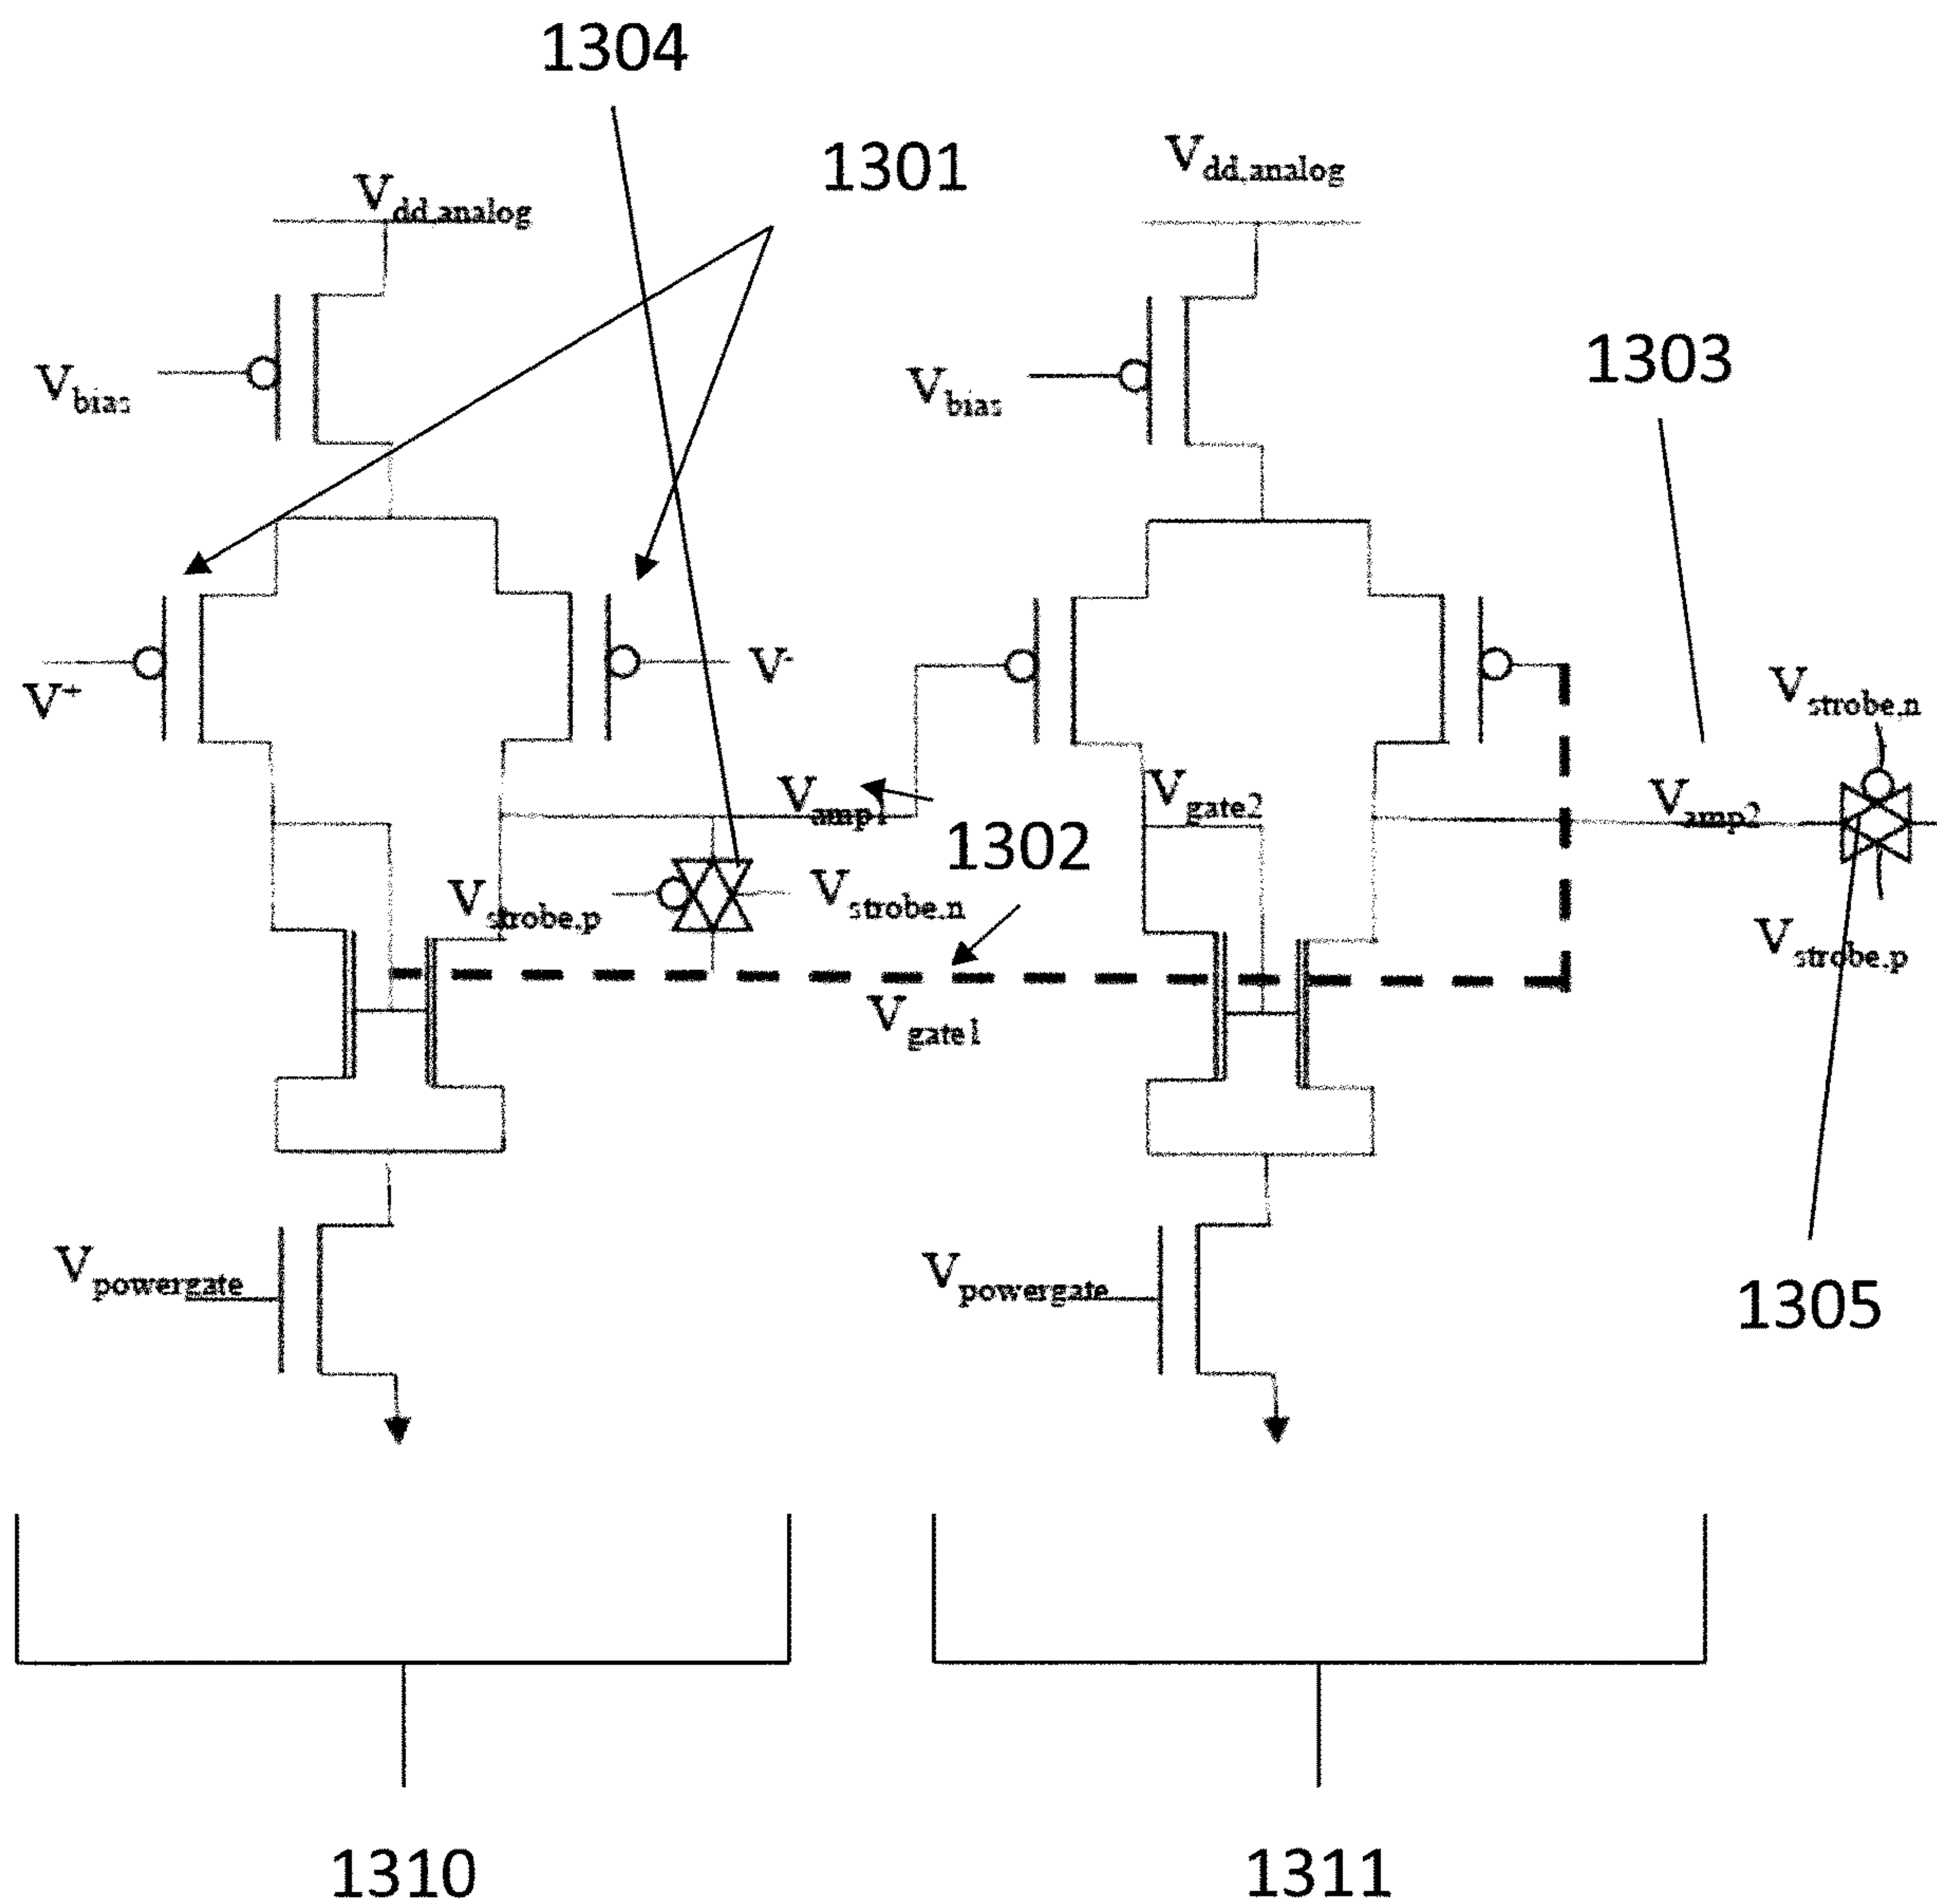 1304
1301
Vdd,analog
Vdd,analog
Vbias
Vbias
1303
V+
V-
Vstrobe,n
Vamp1
Vgate2
Vamp2
1302
Vstrobe,p
Vstrobe,n
Vstrobe,p
Vgate1
Vpowergate
Vpowergate
1305
1310
1311